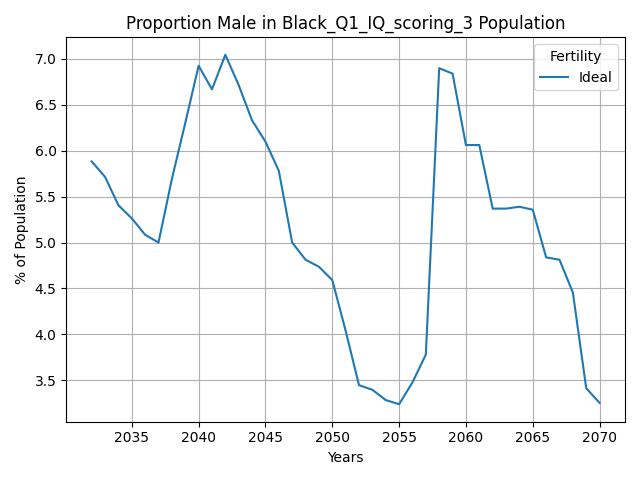 Proportion Male in Black_Q1_IQ_scoring_3 Population
Fertility
Ideal
% of Population
7.0
6.5
6.0
5.5
5.0
4.5
4.0
3.5
2035 2040 2045 2050 2055 2060 2065 2070
Years